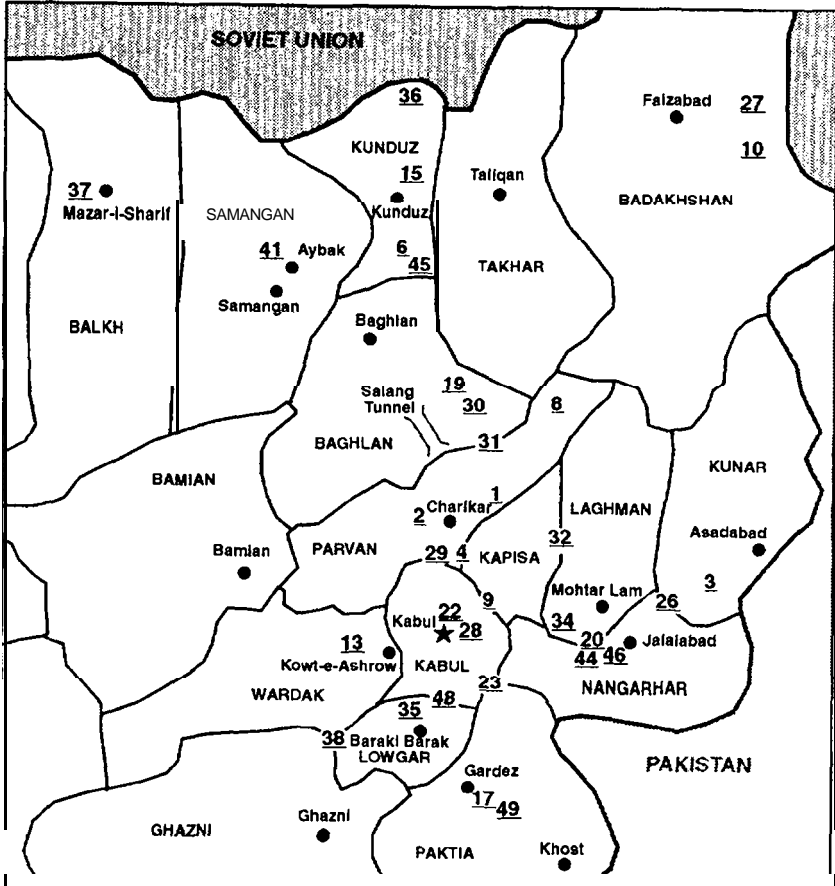 SOVIET UNION
36
Faizabad
27
KUNDUZ
10
15
Taliqan
37
Mazar-i-Sharif
SAMANGAN
Kunduz
BADAKHSHAN
41
Aybak
6
45
TAKHAR
Samangan
BALKH
Baghlan
19
Salang
Tunnel
30
8
BAGHLAN
31
KUNAR
BAMIAN
1
Charikar
2
LAGHMAN
32
Asadabad
Bamian
PARVAN
29
4
KAPISA
3
Mohtar Lam
26
9
Kabul
22
28
34
20
Jalalabad
13
44
46
Kowt-e-Ashrow
KABUL
23
NANGARHAR
WARDAK
48
35
38
Baraki Barak
LOWGAR
PAKISTAN
Gardez
17
49
GHAZNI
Ghazni
PAKTIA
Khost